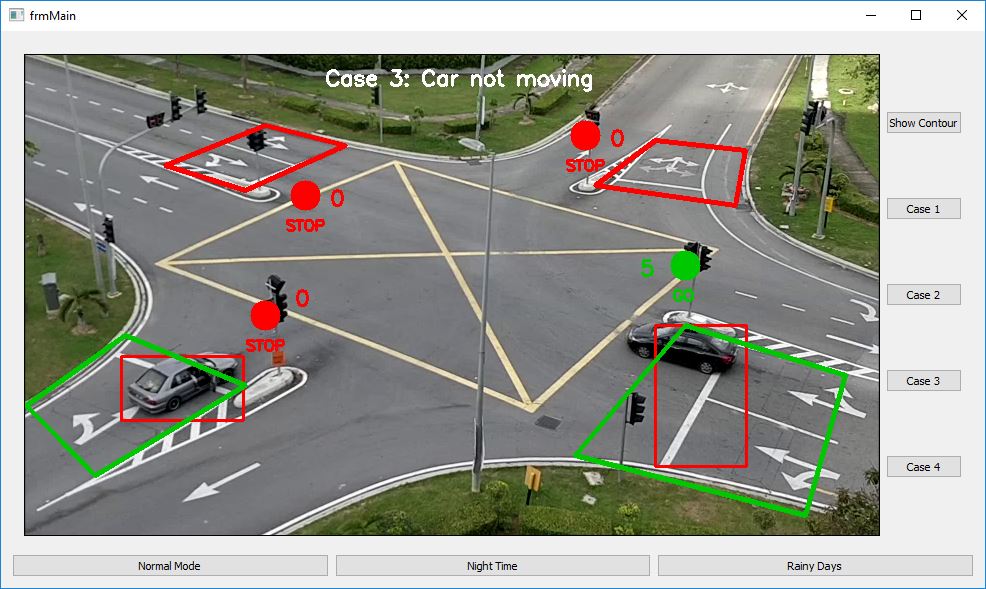 frmMain
Case 3: Car not moving
0
STOP
0
STOP
5
GO
0
STOP
Show Contour
Case 1
Case 2
Case 3
Case 4
Normal Mode
Night Time
Rainy Days